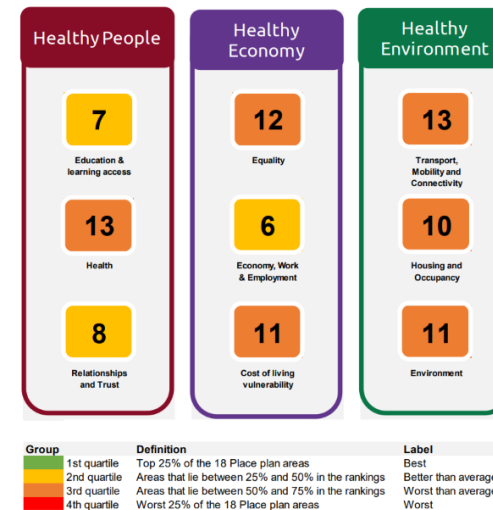 Healthy People
7
Education &
learning access
13
Health
8
Relationships
and Trust
Healthy
Economy
12
Equality
6
Economy, Work
& Employment
11
Cost of living
vulnerability
Healthy
Environment
13
Transport,
Mobility and
Connectivity
10
Housing and
Occupancy
11
Environment
Group Definition Label
1st quartile Top 25% of the 18 Place plan areas Best
2nd quartile Areas that lie between 25% and 50% in the rankings Better than average
3rd quartile Areas that lie between 50% and 75% in the rankings Worst than average
4th quartile Worst 25% of the 18 Place plan areas Worst